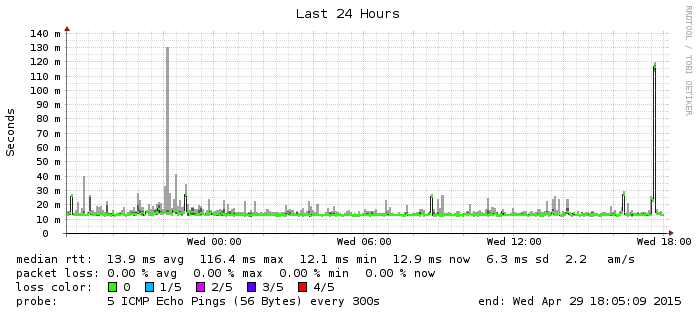 Last 24 Hours
RRDTOOL / TOBI OETIKER
Seconds
140 m
130 m
120 m
110 m
100 m
90 m
80 m
70 m
60 m
50 m
40 m
30 m
20 m
10 m
0
Wed 00:00 Wed 06:00 Wed 12:00 Wed 18:00
median rtt: 13.9 ms avg 116.4 ms max 12.1 ms min 12.9 ms now 6.3 ms sd 2.2 am/s
packet loss: 0.00 % avg 0.00 % max 0.00 % min 0.00 % now
loss color: 0 1/5 2/5 3/5 4/5
probe: 5 ICMP Echo Pings (56 Bytes) every 300s end: Wed Apr 29 18:05:09 2015